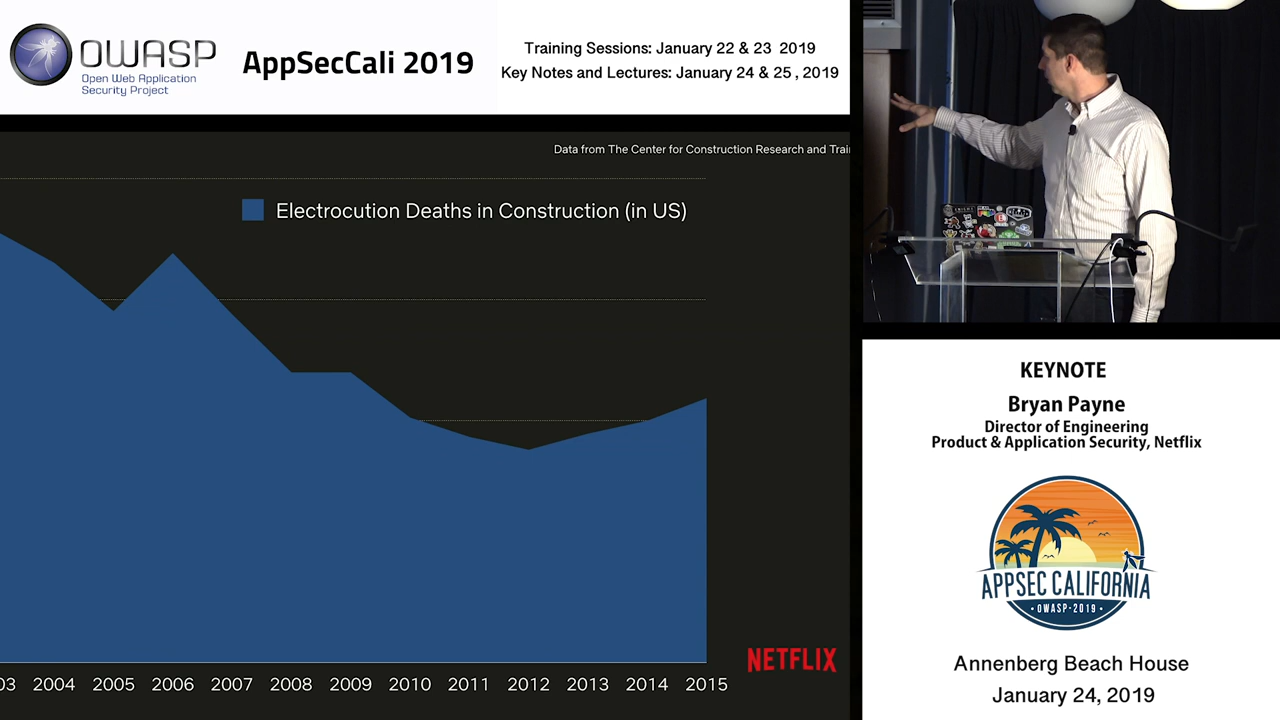 OWASP
Open Web Application
Security Project
AppSecCali 2019
Training Sessions: January 22 & 23 2019
Key Notes and Lectures: January 24 & 25, 2019
Data from The Center for Construction Research and Trai
Electrocution Deaths in Construction (in US)
03 2004 2005 2006 2007 2008 2009 2010 2011 2012 2013 2014 2015
NETFLIX
KEYNOTE
Bryan Payne
Director of Engineering
Product & Application Security, Netflix
APPSEC CALIFORNIA
• OWASP-2019 •
Annenberg Beach House
January 24, 2019